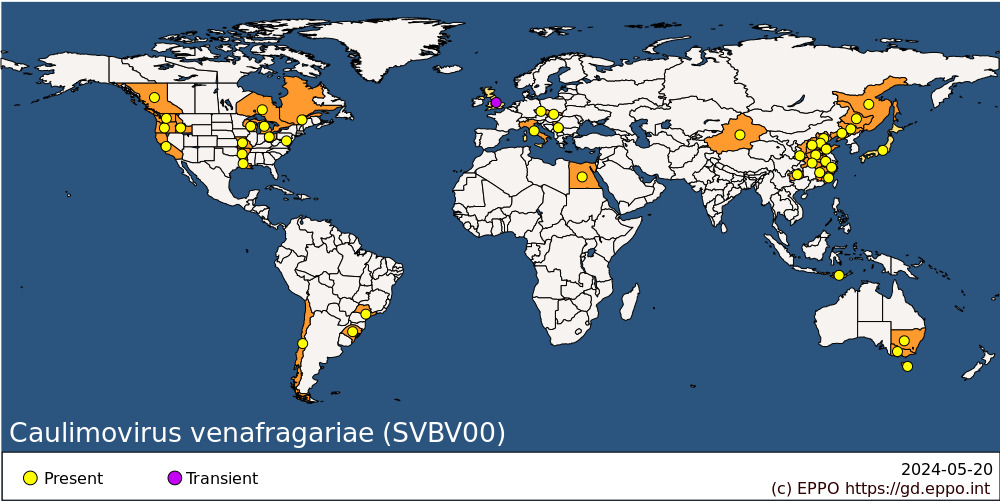 Caulimovirus venafragariae (SVBV00)
Present
Transient
2024-05-20
(c) EPPO https://gd.eppo.int